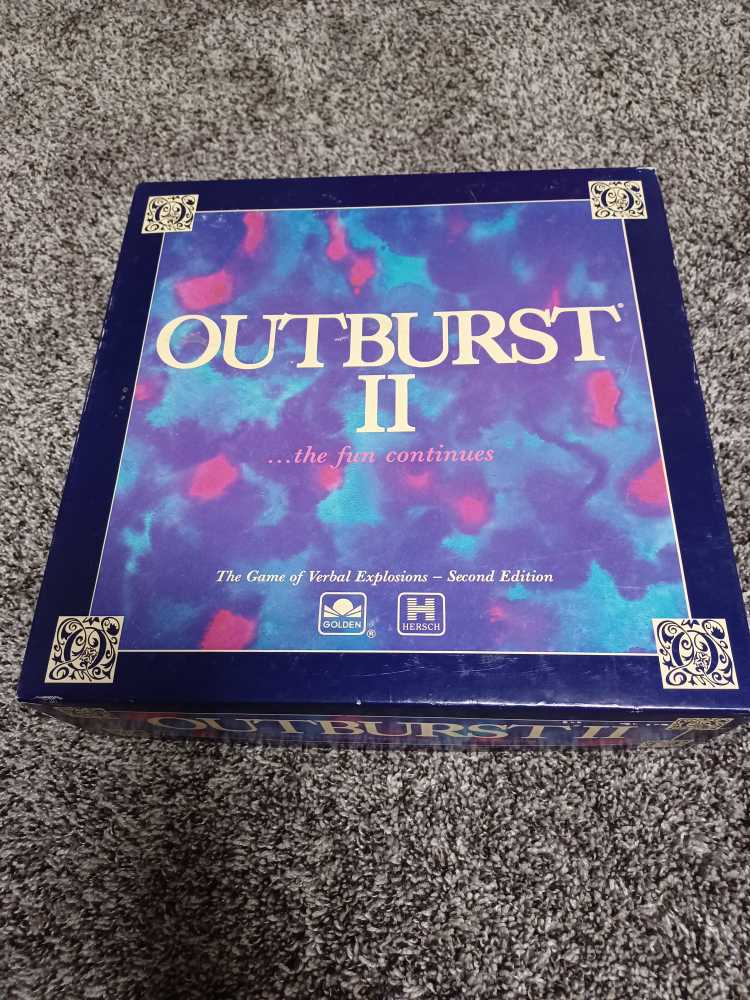 OUTBURST®
II
...the fun continues
The Game of Verbal Explosions – Second Edition
GOLDEN®
H
HERSCH
OUTBURST II